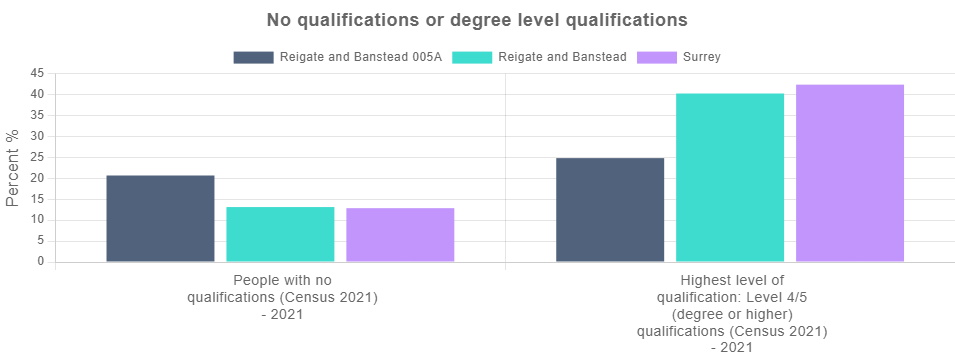 No qualifications or degree level qualifications
Reigate and Banstead 005A Reigate and Banstead Surrey
Percent %
45
40
35
30
25
20
15
10
5
0
People with no
qualifications (Census 2021)
- 2021
Highest level of
qualification: Level 4/5
(degree or higher)
qualifications (Census 2021)
- 2021